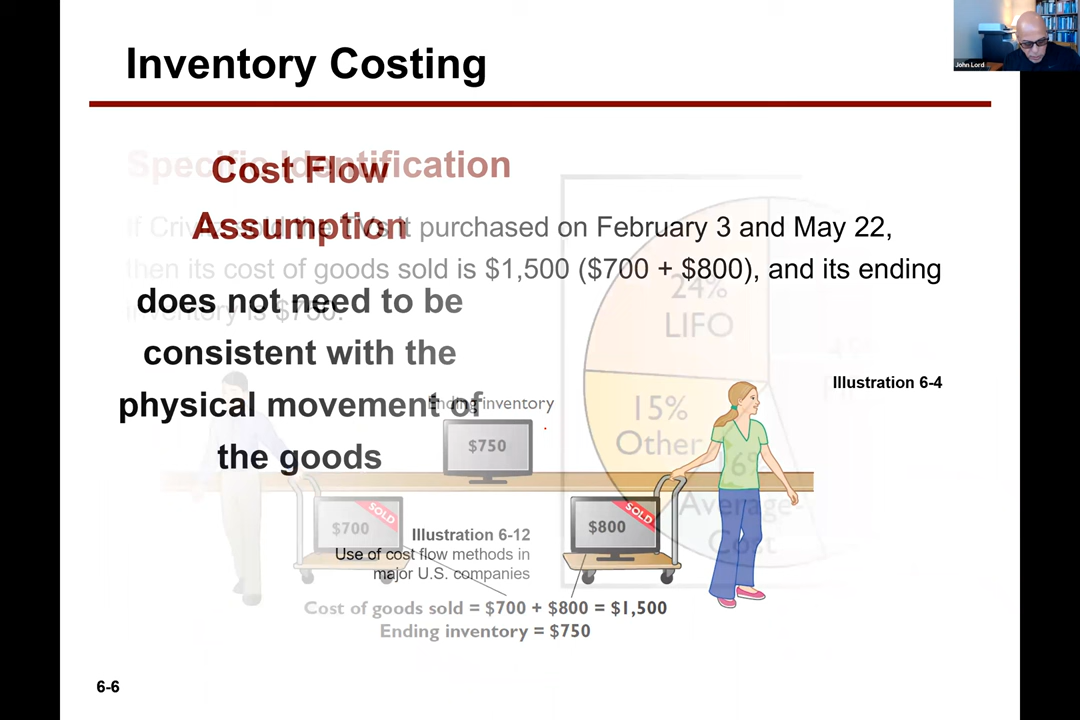 Inventory Costing
John Lord
Specific Identification
Cost Flow
Assumption
If Crivitz sold the TVs it purchased on February 3 and May 22,
then its cost of goods sold is $1,500 ($700 + $800), and its ending
inventory is $750.
does not need to be
consistent with the
physical movement of
the goods
24%
LIFO
Illustration 6-4
15%
Other
6%
Average
Cost
Ending inventory
$750
$700
SOLD
$800
SOLD
Illustration 6-12
Use of cost flow methods in
major U.S. companies
Cost of goods sold = $700 + $800 = $1,500
Ending inventory = $750
6-6